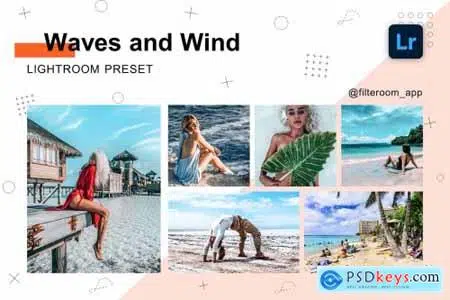 Waves and Wind
Lr
LIGHTROOM PRESET
@filteroom_app
PSDkeys.com